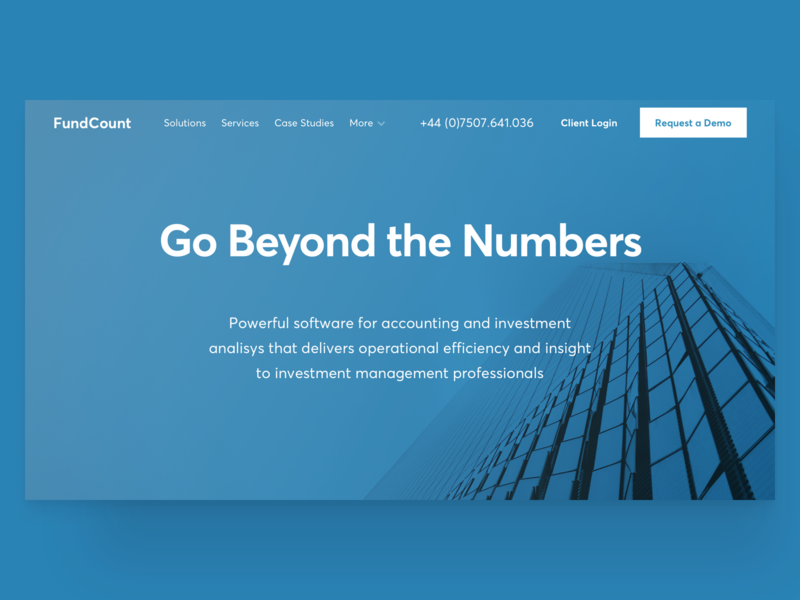 FundCount Solutions Services Case Studies More +44 (0)7507.641.036 Client Login Request a Demo
Go Beyond the Numbers
Powerful software for accounting and investment
analisys that delivers operational efficiency and insight
to investment management professionals